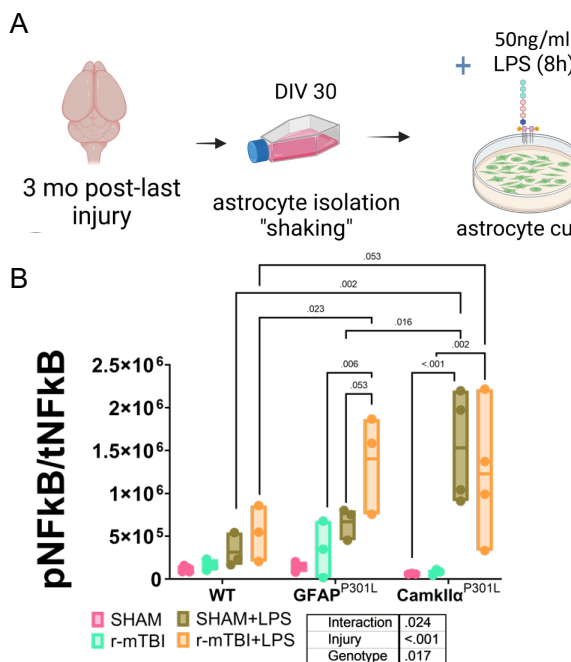 A
50ng/ml
+ LPS (8h)
DIV 30
3 mo post-last
injury
astrocyte isolation
"shaking"
astrocyte cu
B
.053
.002
.023
.016
.002
.006
<.001
.053
pNFkB/tNFkB
2.5×10⁶
2×10⁶
1.5×10⁶
1×10⁶
5×10⁵
0
WT GFAP^P301L CamkIIα^P301L
SHAM SHAM+LPS
r-mTBI r-mTBI+LPS
Interaction .024
Injury <.001
Genotype .017